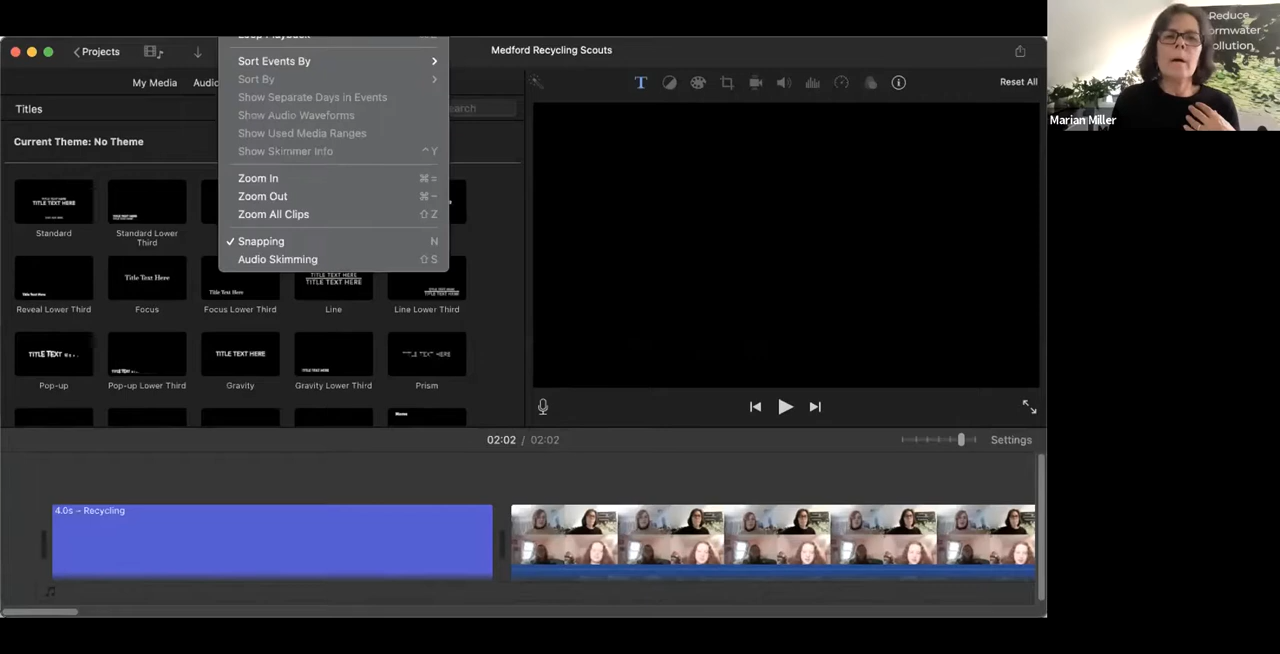 Projects
Medford Recycling Scouts
My Media
Reset All
Titles
Current Theme: No Theme
Sort Events By
Sort By
Show Separate Days in Events
Show Audio Waveforms
Show Used Media Ranges
Show Skimmer Info ^ Y
Zoom In ⌘ =
Zoom Out ⌘ −
Zoom All Clips ⇧ Z
✓ Snapping N
Audio Skimming ⇧ S
TITLE TEXT HERE
Standard
Standard Lower Third
Reveal Lower Third
Title Text Here
Focus
Focus Lower Third
TITLE TEXT HERE
TITLE TEXT HERE
Line
Line Lower Third
TITLE TEXT
Pop-up
Pop-up Lower Third
TITLE TEXT HERE
Gravity
Gravity Lower Third
Prism
Name
02:02 / 02:02
Settings
4.0s – Recycling
Reduce
Marian Miller